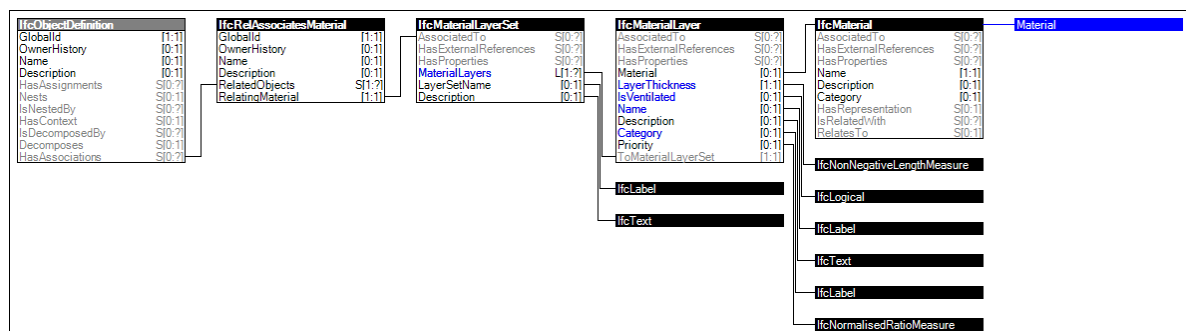 IfcObjectDefinition
GlobalId [1:1]
OwnerHistory [0:1]
Name [0:1]
Description [0:1]
HasAssignments S[0:?]
Nests S[0:1]
IsNestedBy S[0:?]
HasContext S[0:1]
IsDecomposedBy S[0:?]
Decomposes S[0:1]
HasAssociations S[0:?]
IfcRelAssociatesMaterial
GlobalId [1:1]
OwnerHistory [0:1]
Name [0:1]
Description [0:1]
RelatedObjects S[1:?]
RelatingMaterial [1:1]
IfcMaterialLayerSet
AssociatedTo S[0:?]
HasExternalReferences S[0:?]
HasProperties S[0:?]
MaterialLayers L[1:?]
LayerSetName [0:1]
Description [0:1]
IfcMaterialLayer
AssociatedTo S[0:?]
HasExternalReferences S[0:?]
HasProperties S[0:?]
Material [0:1]
LayerThickness [1:1]
IsVentilated [0:1]
Name [0:1]
Description [0:1]
Category [0:1]
Priority [0:1]
ToMaterialLayerSet [1:1]
IfcLabel
IfcText
IfcMaterial
AssociatedTo S[0:?]
HasExternalReferences S[0:?]
HasProperties S[0:?]
Name [1:1]
Description [0:1]
Category [0:1]
HasRepresentation S[0:1]
IsRelatedWith S[0:?]
RelatesTo S[0:1]
IfcNonNegativeLengthMeasure
IfcLogical
IfcLabel
IfcText
IfcLabel
IfcNormalisedRatioMeasure
Material